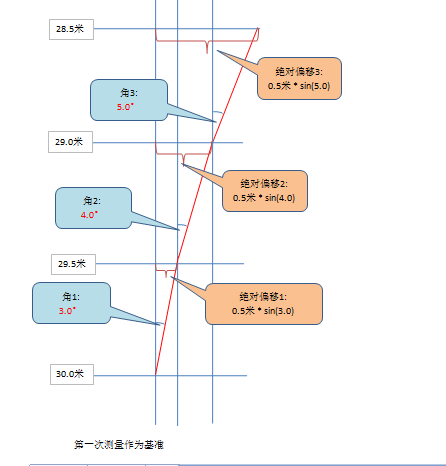 28.5米
绝对偏移3:
0.5米 * sin(5.0)
角3:
5.0°
29.0米
绝对偏移2:
0.5米 * sin(4.0)
角2:
4.0°
29.5米
角1:
3.0°
绝对偏移1:
0.5米 * sin(3.0)
30.0米
第一次测量作为基准